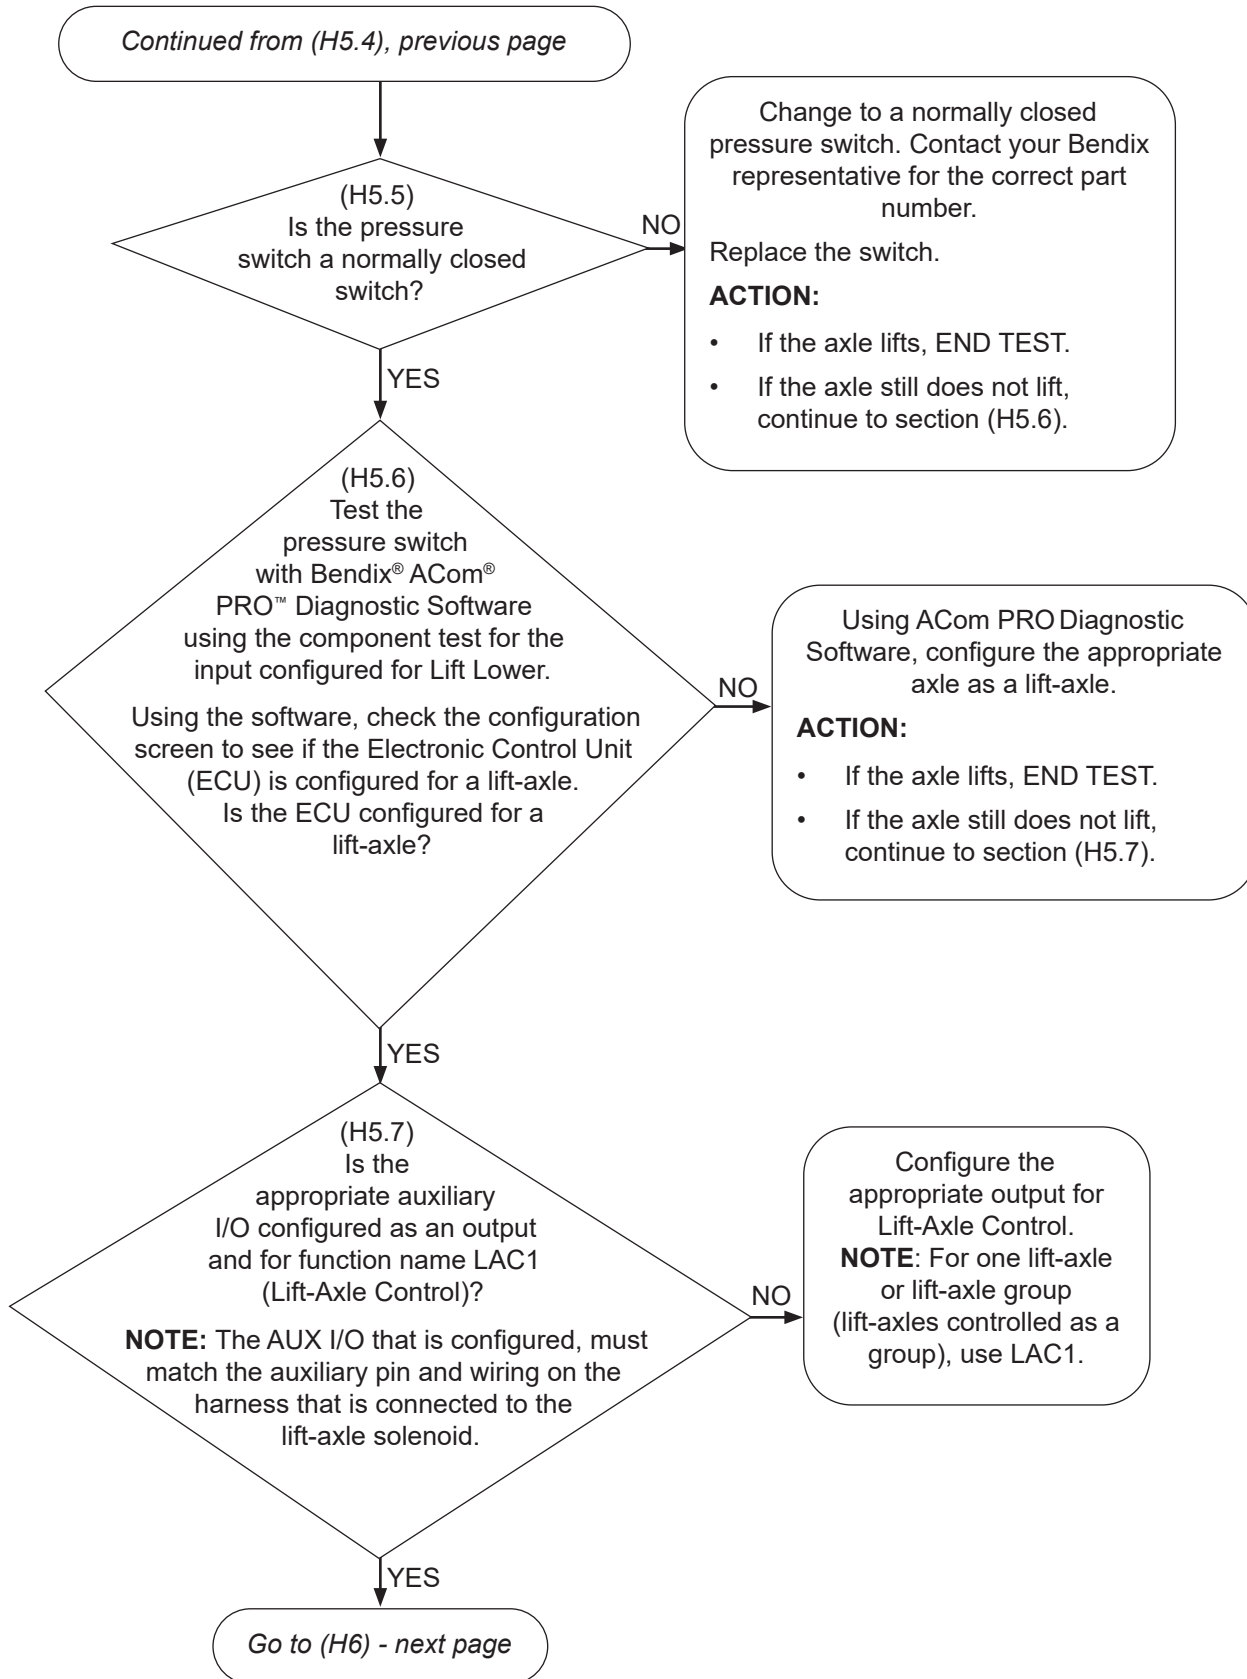 Continued from (H5.4), previous page
(H5.5)
Is the pressure
switch a normally closed
switch?
NO
Change to a normally closed
pressure switch. Contact your Bendix
representative for the correct part
number.
Replace the switch.
ACTION:
• If the axle lifts, END TEST.
• If the axle still does not lift,
continue to section (H5.6).
YES
(H5.6)
Test the
pressure switch
with Bendix® ACom®
PRO™ Diagnostic Software
using the component test for the
input configured for Lift Lower.
Using the software, check the configuration
screen to see if the Electronic Control Unit
(ECU) is configured for a lift-axle.
Is the ECU configured for a
lift-axle?
NO
Using ACom PRO Diagnostic
Software, configure the appropriate
axle as a lift-axle.
ACTION:
• If the axle lifts, END TEST.
• If the axle still does not lift,
continue to section (H5.7).
YES
(H5.7)
Is the
appropriate auxiliary
I/O configured as an output
and for function name LAC1
(Lift-Axle Control)?
NOTE: The AUX I/O that is configured, must
match the auxiliary pin and wiring on the
harness that is connected to the
lift-axle solenoid.
NO
Configure the
appropriate output for
Lift-Axle Control.
NOTE: For one lift-axle
or lift-axle group
(lift-axles controlled as a
group), use LAC1.
YES
Go to (H6) - next page